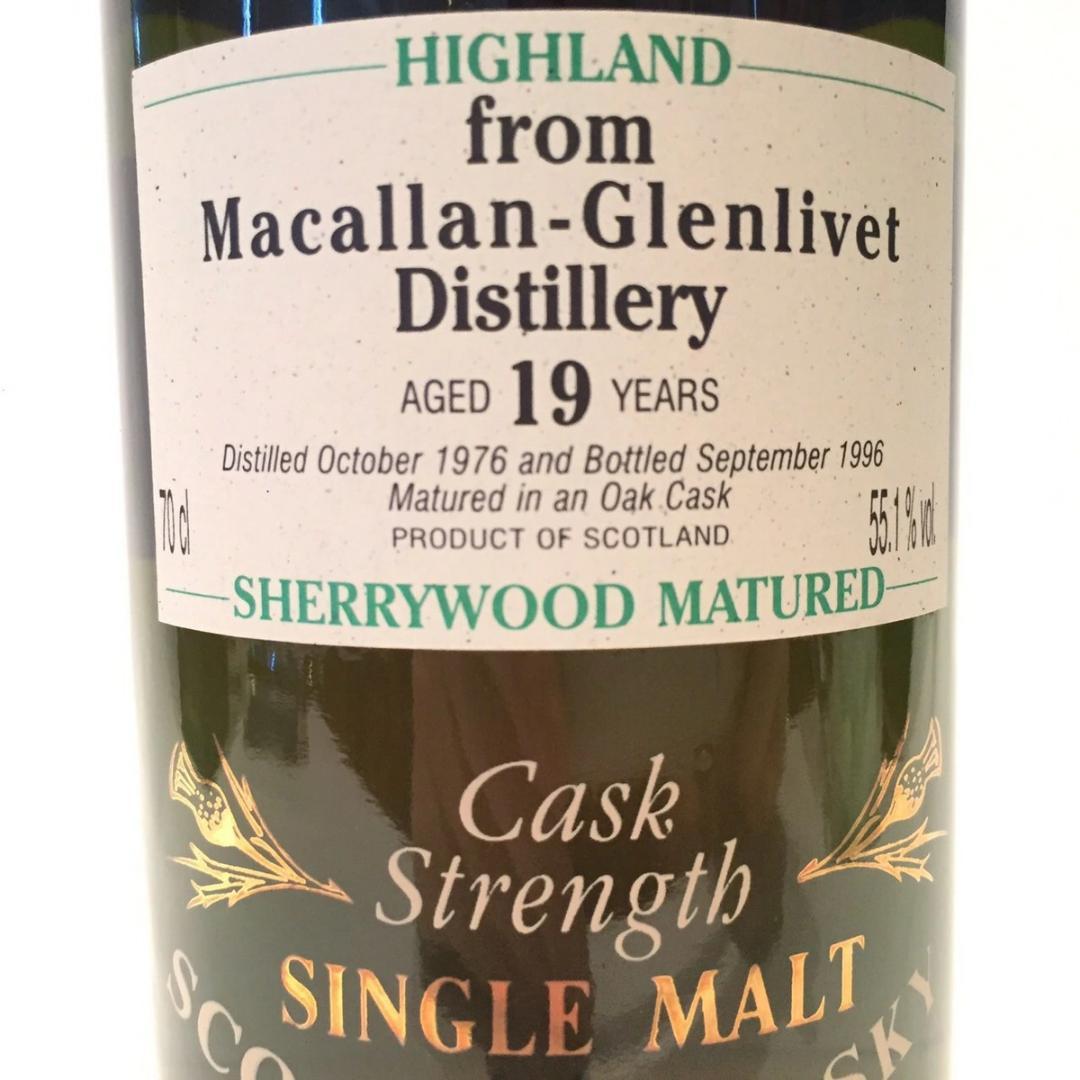 HIGHLAND
from
Macallan-Glenlivet
Distillery
AGED 19 YEARS
Distilled October 1976 and Bottled September 1996
Matured in an Oak Cask
70 cl
55.1 % vol.
PRODUCT OF SCOTLAND
SHERRYWOOD MATURED
Cask
Strength
SINGLE MALT